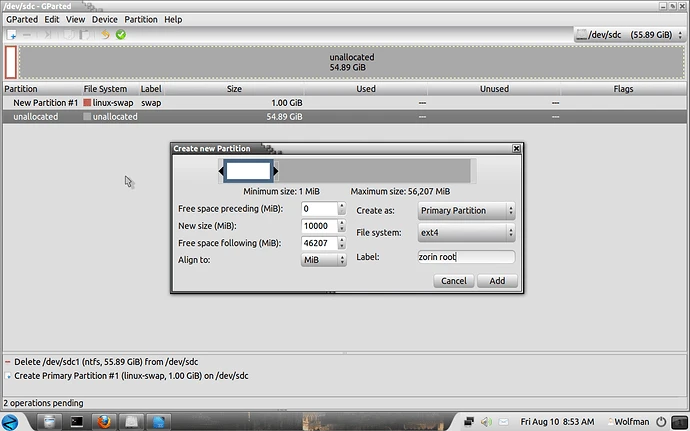 /dev/sdc - GParted
GParted Edit View Device Partition Help
/dev/sdc (55.89 GiB)
unallocated
54.89 GiB
Partition File System Label Size Used Unused Flags
New Partition #1 linux-swap swap 1.00 GiB --- --- 
unallocated unallocated 54.89 GiB --- ---
Create new Partition
Minimum size: 1 MiB Maximum size: 56,207 MiB
Free space preceding (MiB): 0 Create as: Primary Partition
New size (MiB): 10000 File system: ext4
Free space following (MiB): 46207
Align to: MiB Label: zorin root
Cancel Add
Delete /dev/sdc1 (ntfs, 55.89 GiB) from /dev/sdc
Create Primary Partition #1 (linux-swap, 1.00 GiB) on /dev/sdc
2 operations pending
Fri Aug 10 8:53 AM Wolfman